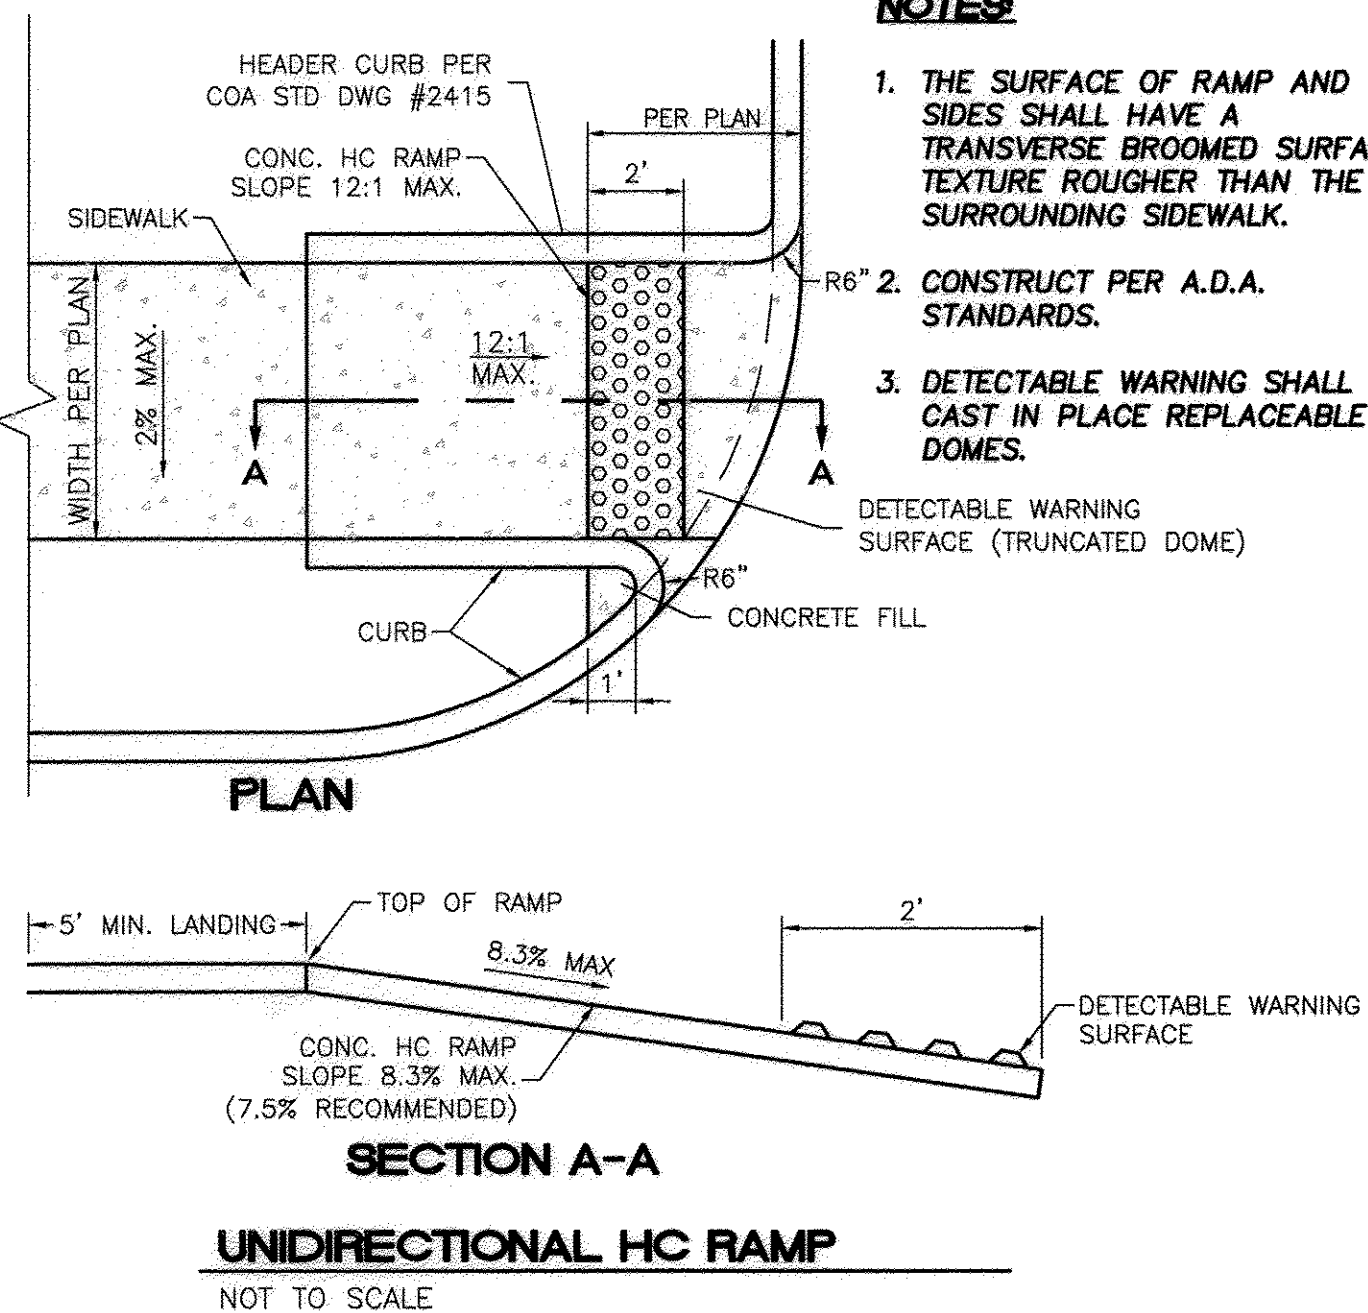 NOTES:
1. THE SURFACE OF RAMP AND
SIDES SHALL HAVE A
TRANSVERSE BROOMED SURFA
TEXTURE ROUGHER THAN THE
SURROUNDING SIDEWALK.
2. CONSTRUCT PER A.D.A.
STANDARDS.
3. DETECTABLE WARNING SHALL
CAST IN PLACE REPLACEABLE
DOMES.
HEADER CURB PER
COA STD DWG #2415
PER PLAN
CONC. HC RAMP
SLOPE 12:1 MAX.
2'
SIDEWALK
R6"
WIDTH PER PLAN
2% MAX.
12:1
MAX.
A
A
DETECTABLE WARNING
SURFACE (TRUNCATED DOME)
R6"
CONCRETE FILL
CURB
1'
PLAN
TOP OF RAMP
5' MIN. LANDING
2'
8.3% MAX
DETECTABLE WARNING
SURFACE
CONC. HC RAMP
SLOPE 8.3% MAX.
(7.5% RECOMMENDED)
SECTION A-A
UNIDIRECTIONAL HC RAMP
NOT TO SCALE